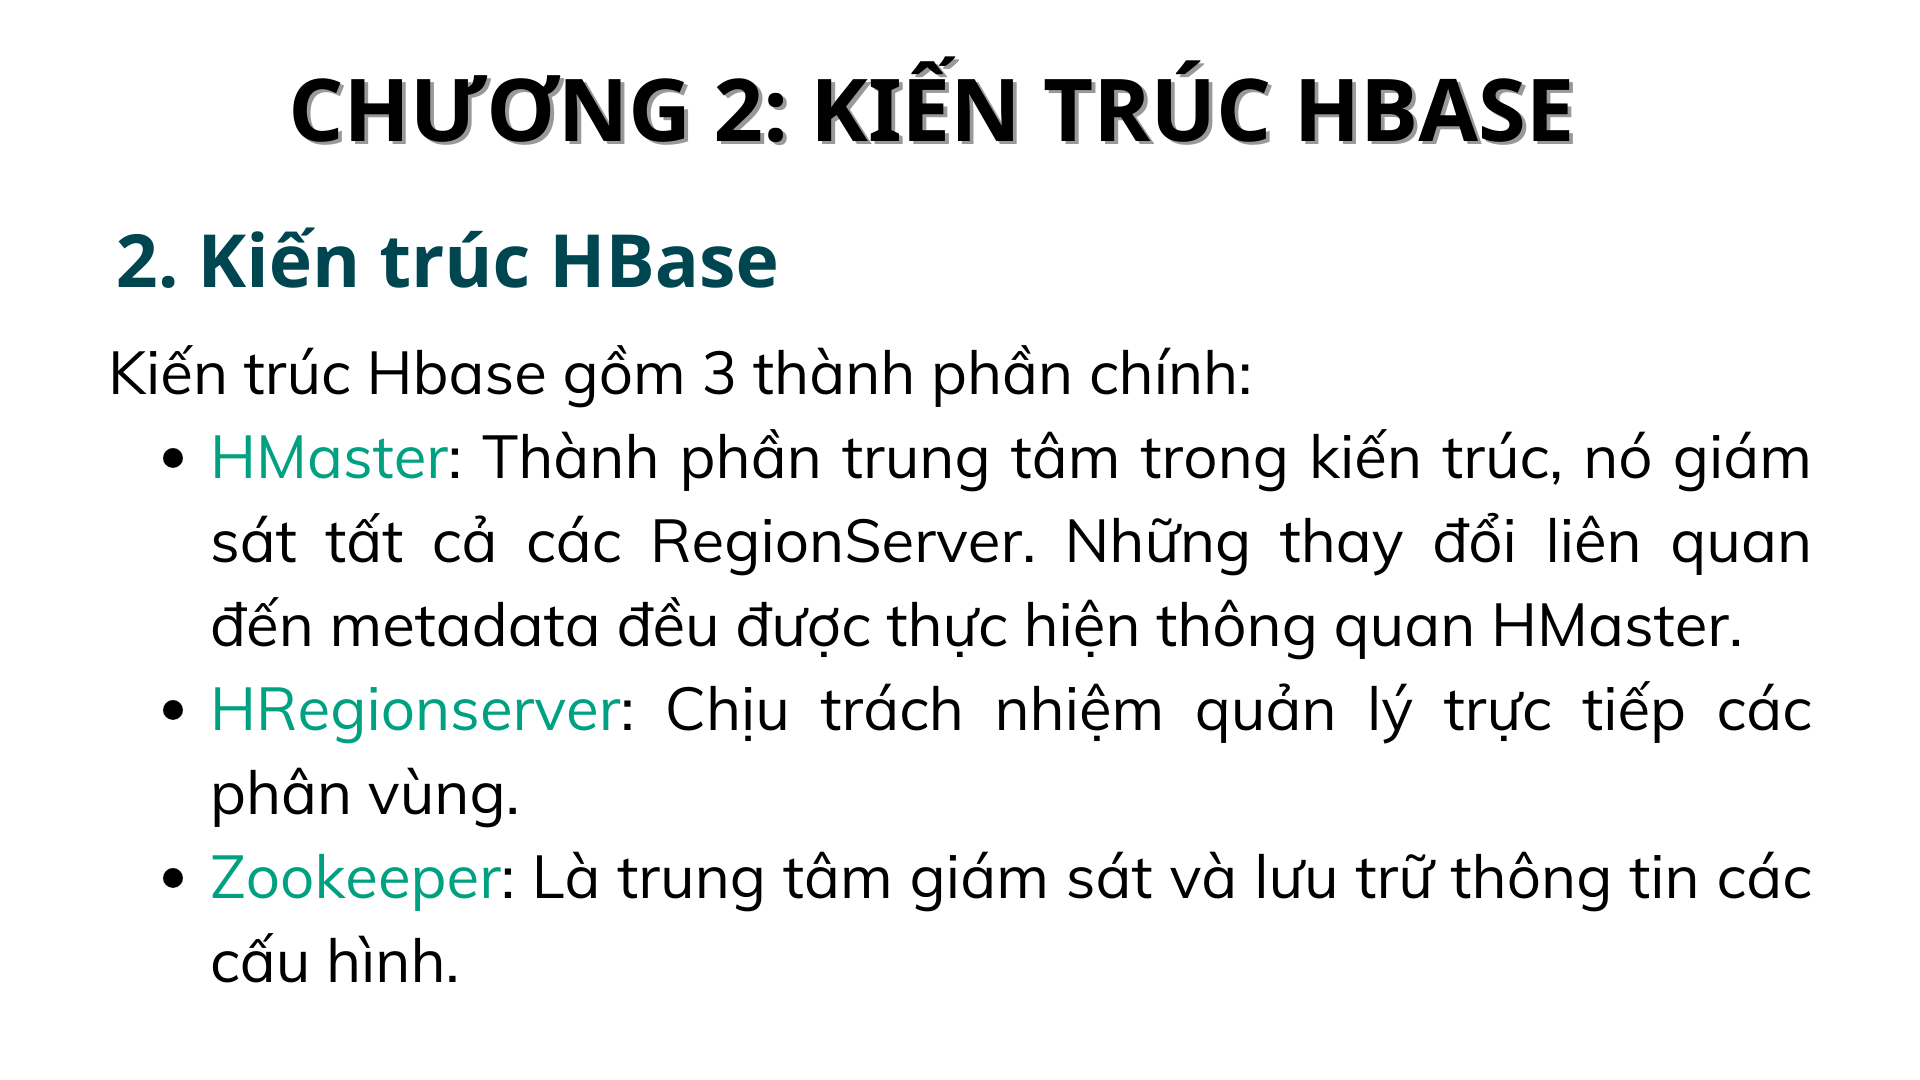 CHƯƠNG 2: KIẾN TRÚC HBASE
2. Kiến trúc HBase
Kiến trúc Hbase gồm 3 thành phần chính:
• HMaster: Thành phần trung tâm trong kiến trúc, nó giám
sát tất cả các RegionServer. Những thay đổi liên quan
đến metadata đều được thực hiện thông quan HMaster.
• HRegionserver: Chịu trách nhiệm quản lý trực tiếp các
phân vùng.
• Zookeeper: Là trung tâm giám sát và lưu trữ thông tin các
cấu hình.